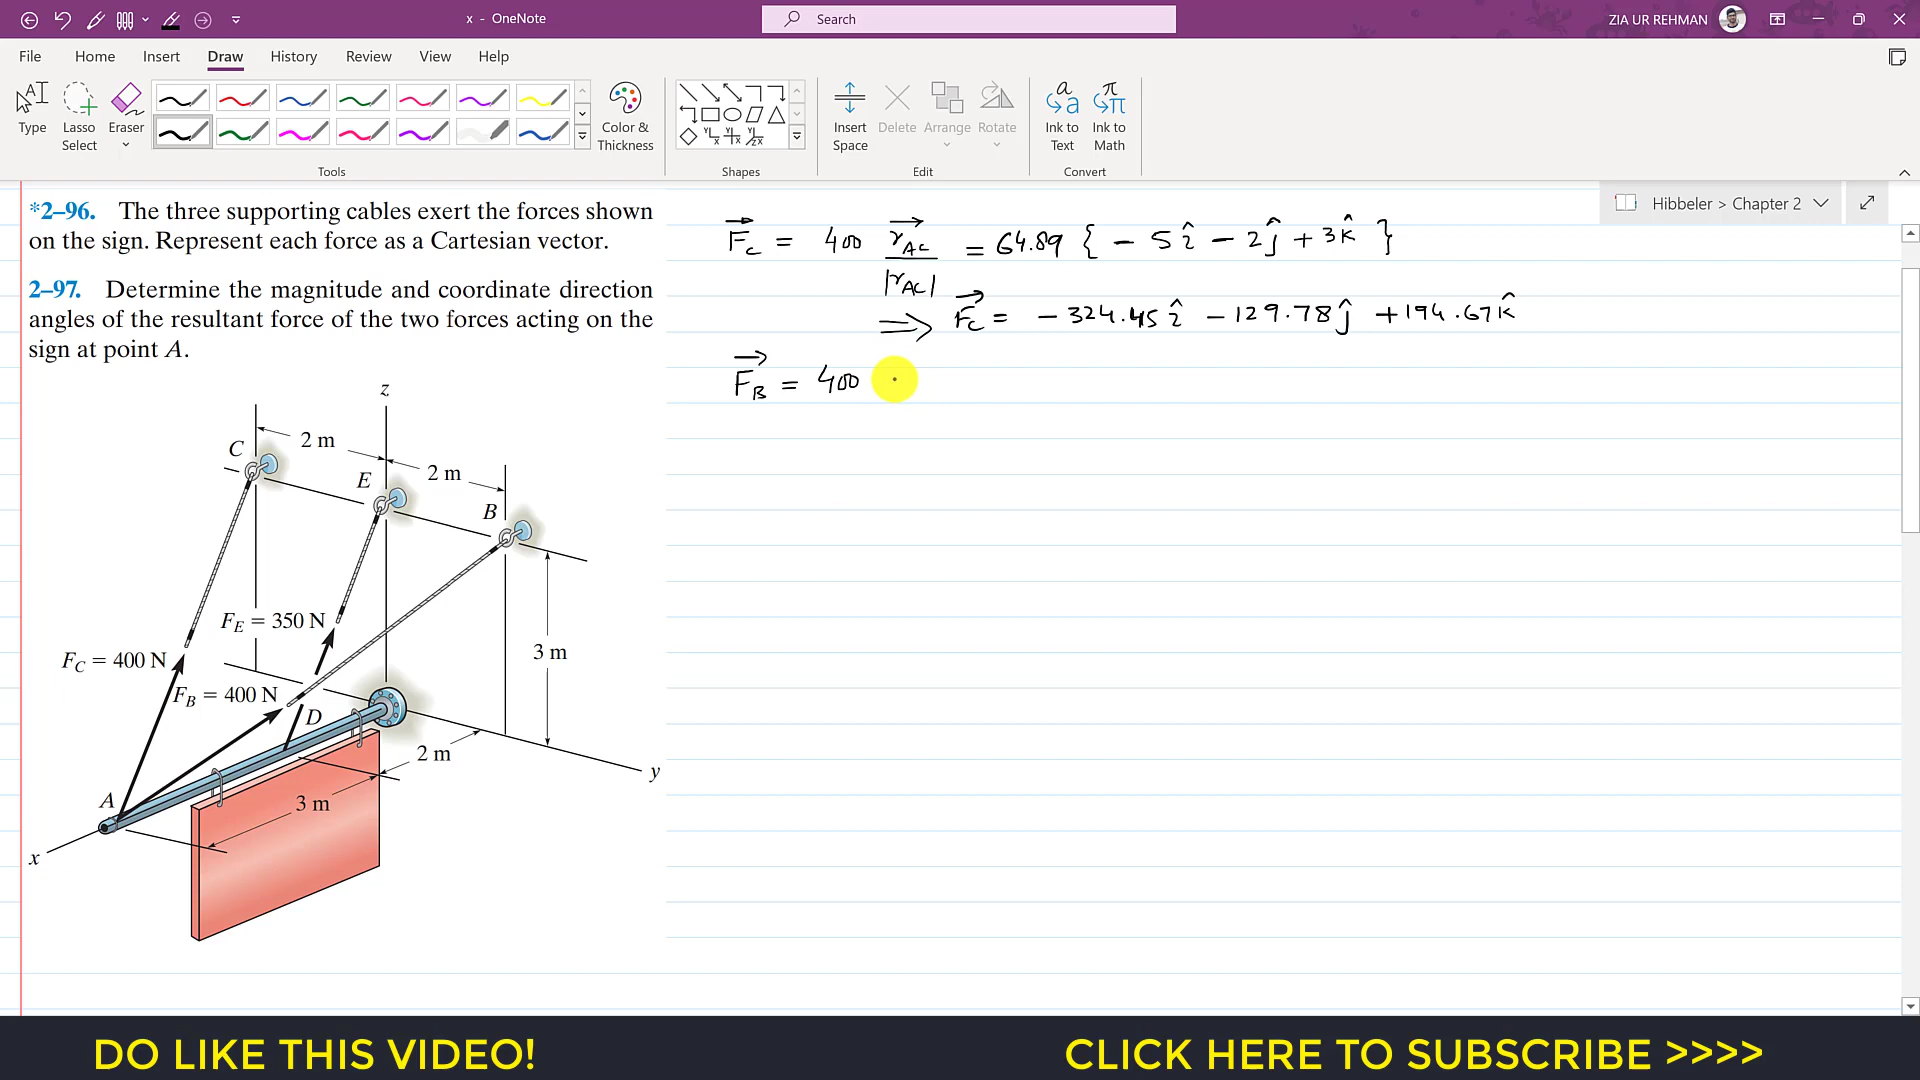 x - OneNote
Search
ZIA UR REHMAN
File Home Insert Draw History Review View Help
Type
Lasso Select
Eraser
Color & Thickness
Insert Space
Delete
Arrange
Rotate
Ink to Text
Ink to Math
Tools
Shapes
Edit
Convert
Hibbeler > Chapter 2
*2–96. The three supporting cables exert the forces shown
on the sign. Represent each force as a Cartesian vector.
2–97. Determine the magnitude and coordinate direction
angles of the resultant force of the two forces acting on the
sign at point A.
z
2 m
C
2 m
E
B
F_E = 350 N
3 m
F_C = 400 N
F_B = 400 N
D
2 m
y
A
3 m
x
F_C = 400 r_AC / |r_AC| = 64.89 { - 5î - 2ĵ + 3k̂ }
⇒ F_C = - 324.45î - 129.78ĵ + 194.67k̂
F_B = 400
DO LIKE THIS VIDEO!
CLICK HERE TO SUBSCRIBE >>>>